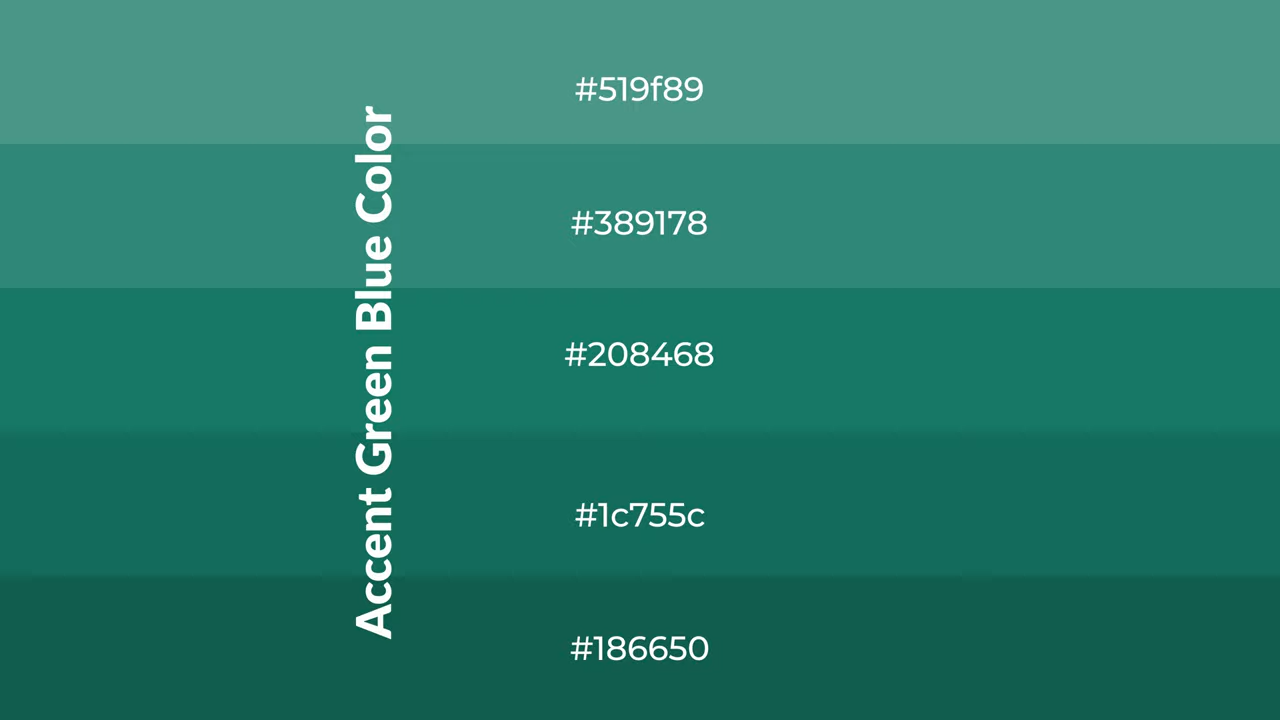 Accent Green Blue Color
#519f89
#389178
#208468
#1c755c
#186650